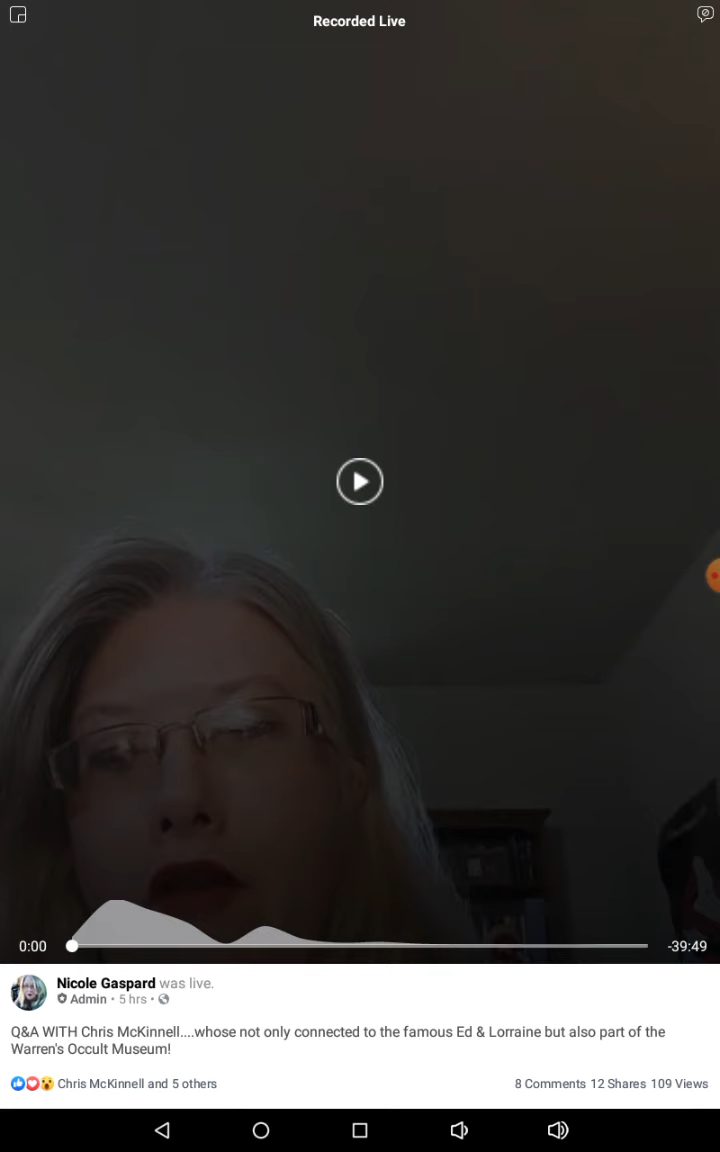 Recorded Live
0:00
-39:49
Nicole Gaspard was live.
Admin • 5 hrs •
Q&A WITH Chris McKinnell....whose not only connected to the famous Ed & Lorraine but also part of the
Warren's Occult Museum!
Chris McKinnell and 5 others
8 Comments 12 Shares 109 Views